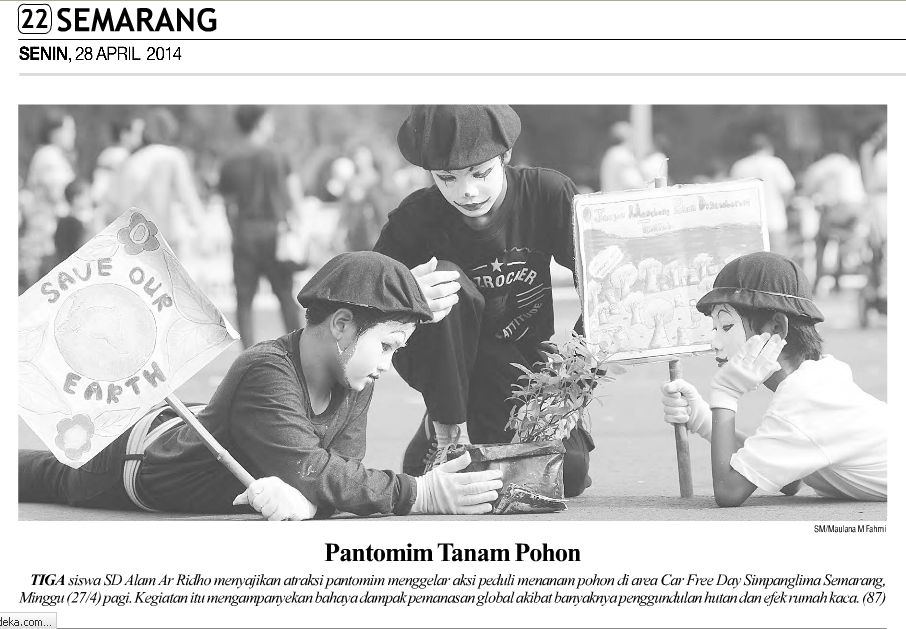 22 SEMARANG
SENIN, 28 APRIL 2014
SAVE OUR
EARTH
ROCHER
ATTITUDE
SM/Maulana M Fahmi
Pantomim Tanam Pohon
TIGA siswa SD Alam Ar Ridho menyajikan atraksi pantomim menggelar aksi peduli menanam pohon di area Car Free Day Simpanglima Semarang,
Minggu (27/4) pagi. Kegiatan itu mengampanyekan bahaya dampak pemanasan global akibat banyaknya penggundulan hutan dan efek rumah kaca. (87)
deka.com...